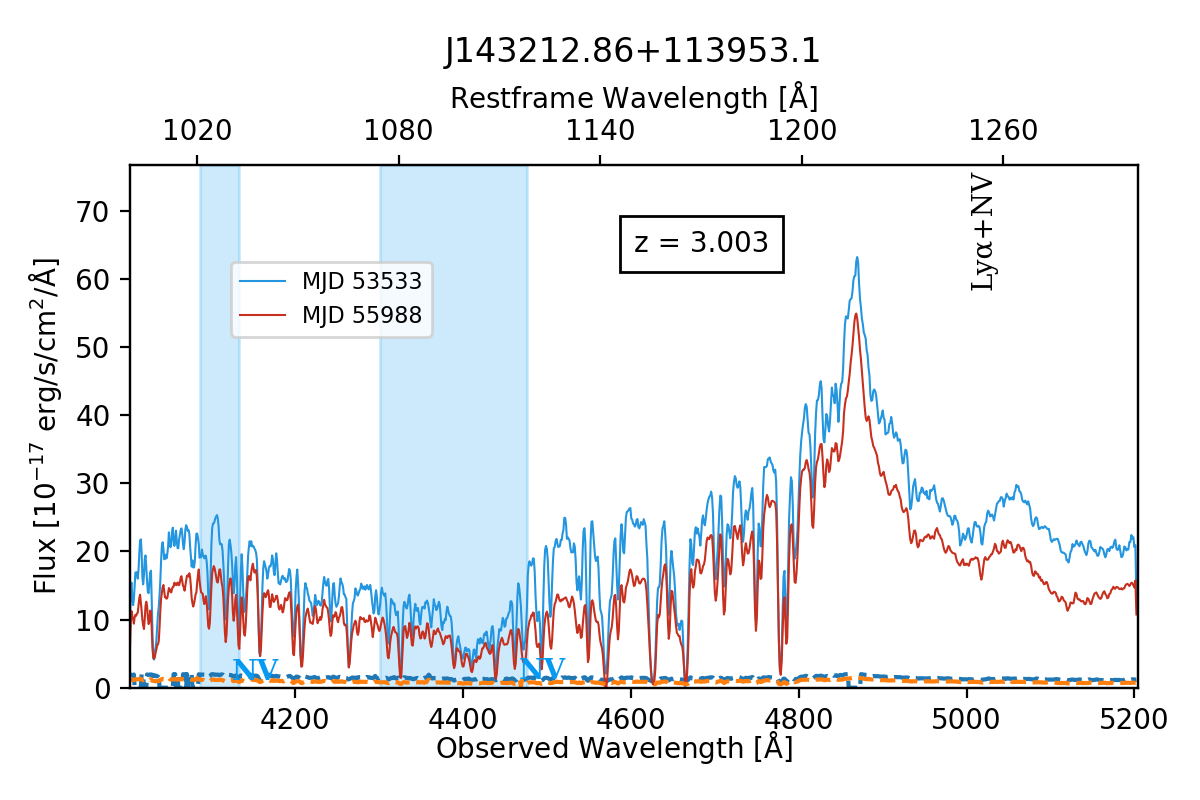 J143212.86+113953.1
Restframe Wavelength [Å]
1020 1080 1140 1200 1260
Flux [10⁻¹⁷ erg/s/cm²/Å]
70
60
50
40
30
20
10
0
MJD 53533
MJD 55988
z = 3.003
Lyα+NV
NV NV
4200 4400 4600 4800 5000 5200
Observed Wavelength [Å]